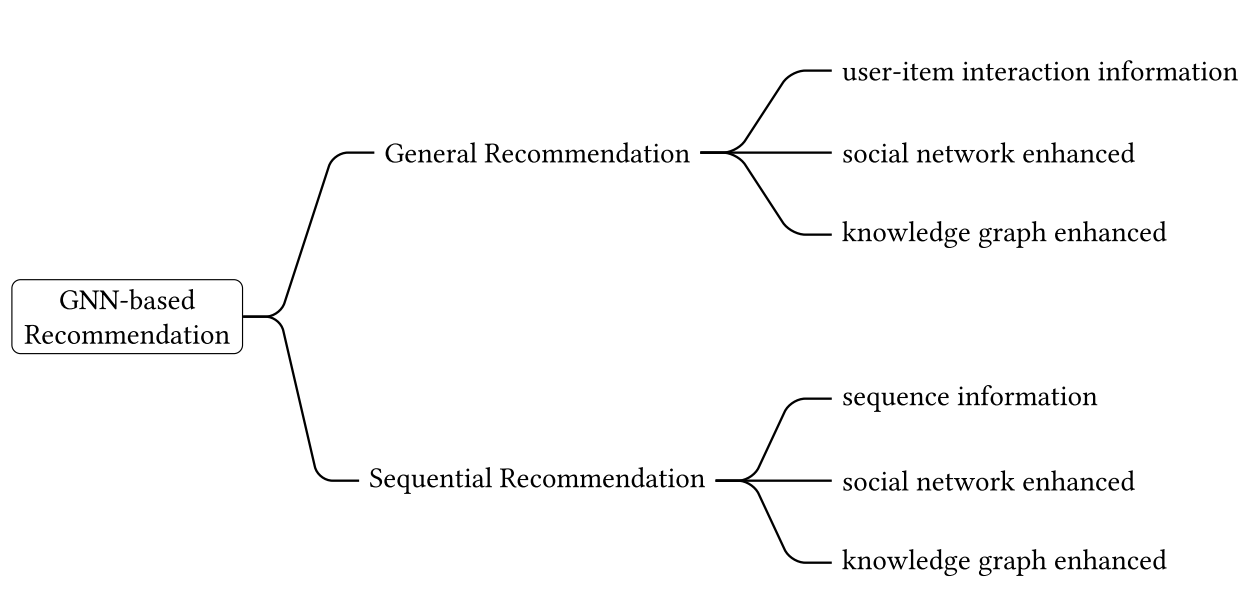 user-item interaction information
General Recommendation
social network enhanced
knowledge graph enhanced
GNN-based
Recommendation
sequence information
Sequential Recommendation
social network enhanced
knowledge graph enhanced